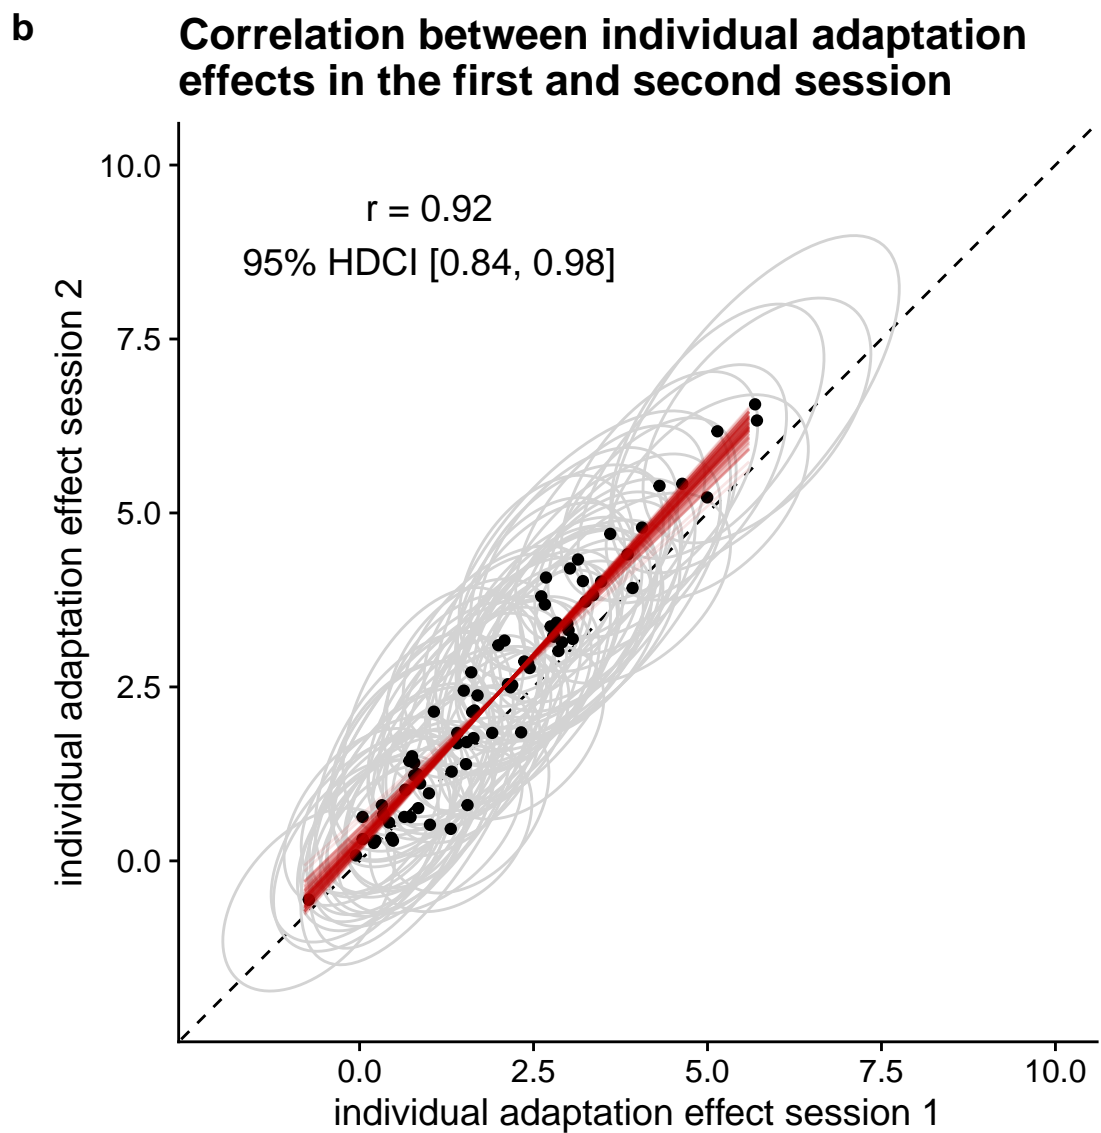 b
Correlation between individual adaptation
effects in the first and second session
10.0
r = 0.92
95% HDCI [0.84, 0.98]
7.5
individual adaptation effect session 2
5.0
2.5
0.0
0.0 2.5 5.0 7.5 10.0
individual adaptation effect session 1